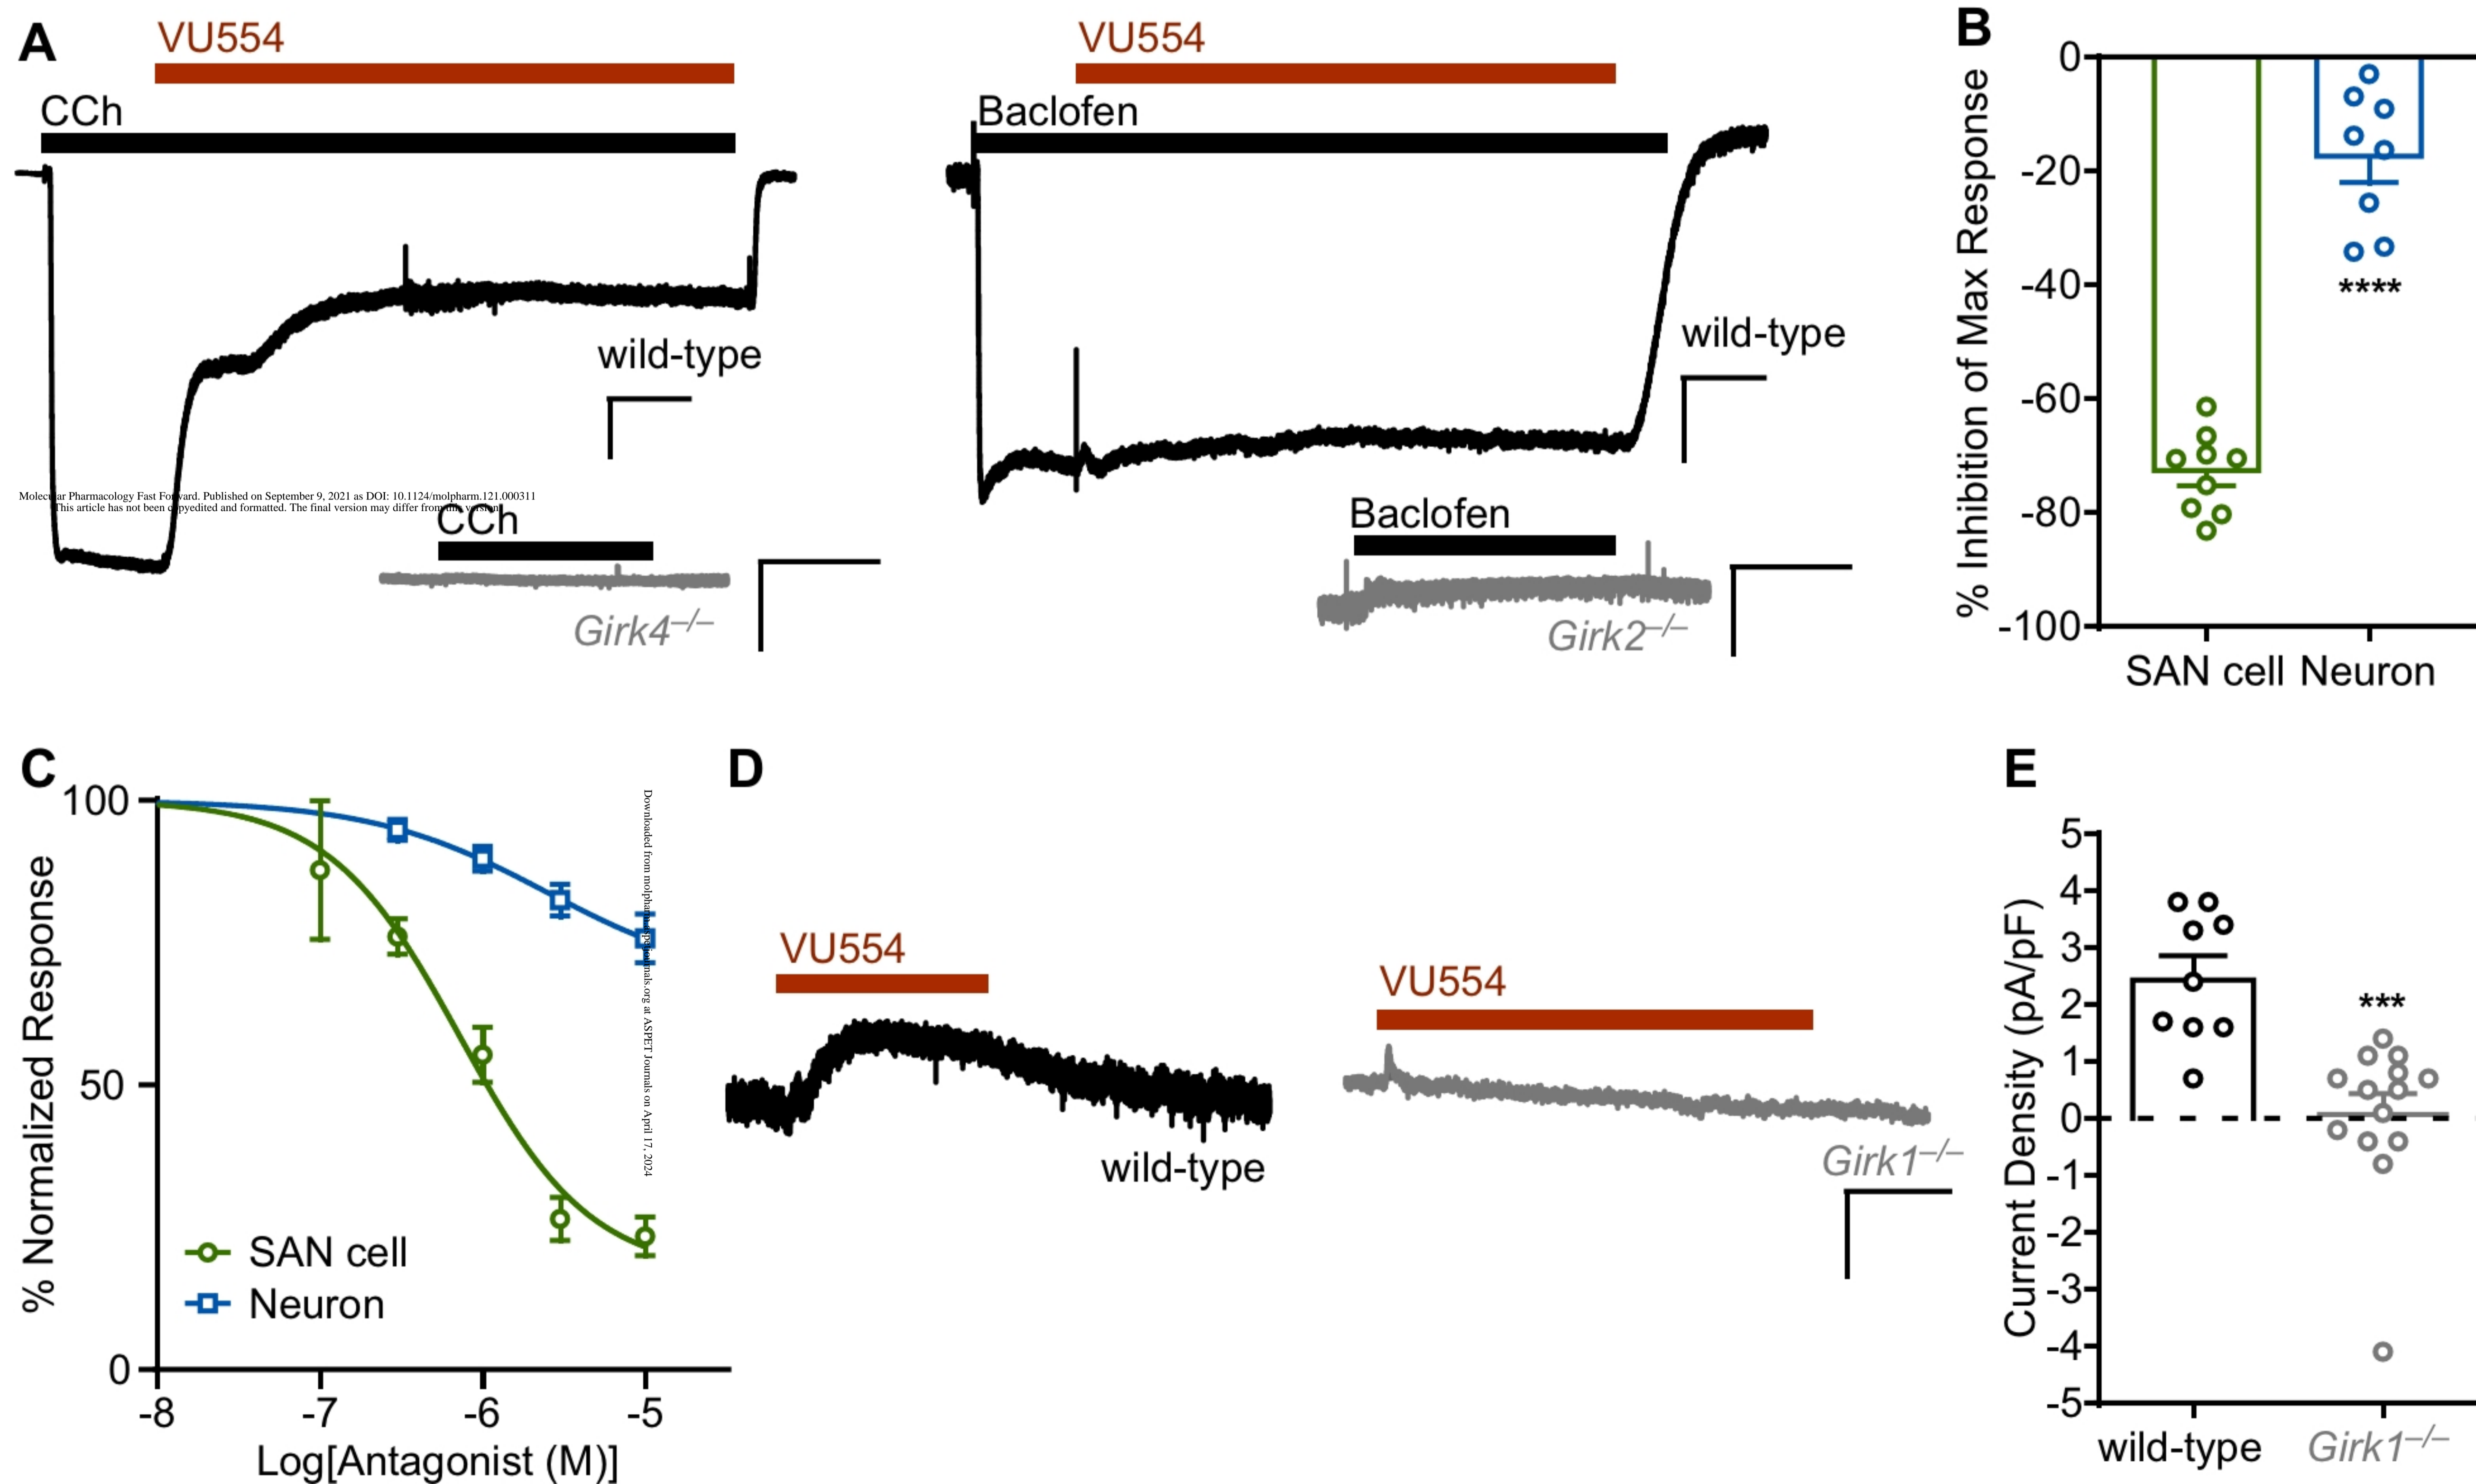 A
VU554
CCh
wild-type
Molecular Pharmacology Fast Forward. Published on September 9, 2021 as DOI: 10.1124/molpharm.121.000311
This article has not been copyedited and formatted. The final version may differ from this version.
CCh
Girk4–/–
VU554
Baclofen
wild-type
Baclofen
Girk2–/–
B
% Inhibition of Max Response
0
-20
-40
-60
-80
-100
****
SAN cell Neuron
C
% Normalized Response
100
50
0
SAN cell
Neuron
-8 -7 -6 -5
Log[Antagonist (M)]
Downloaded from molpharm.aspetjournals.org at ASPET Journals on April 17, 2024
D
VU554
wild-type
VU554
Girk1–/–
E
Current Density (pA/pF)
5
4
3
2
1
0
-1
-2
-3
-4
-5
***
wild-type Girk1–/–